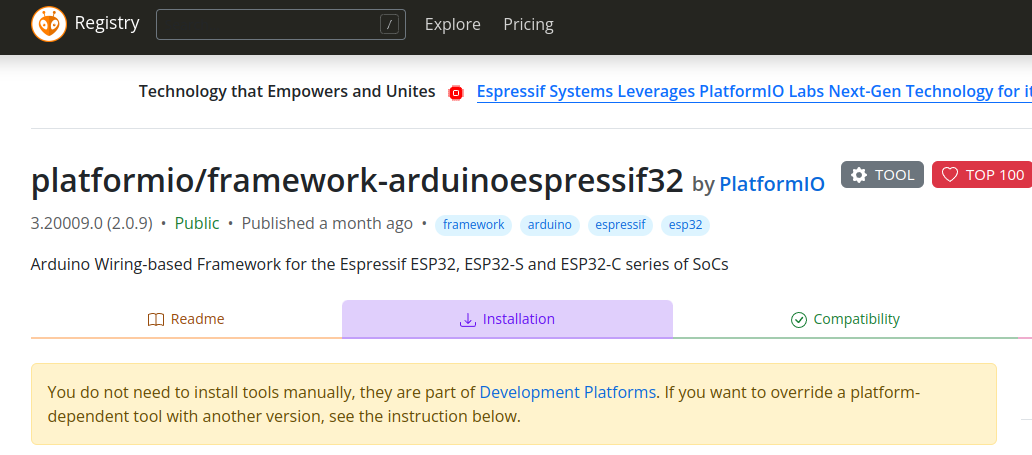 Registry / Explore Pricing
Technology that Empowers and Unites Espressif Systems Leverages PlatformIO Labs Next-Gen Technology for
platformio/framework-arduinoespressif32 by PlatformIO TOOL TOP 100
3.20009.0 (2.0.9) • Public • Published a month ago • framework arduino espressif esp32
Arduino Wiring-based Framework for the Espressif ESP32, ESP32-S and ESP32-C series of SoCs
Readme Installation Compatibility
You do not need to install tools manually, they are part of Development Platforms. If you want to override a platform-
dependent tool with another version, see the instruction below.